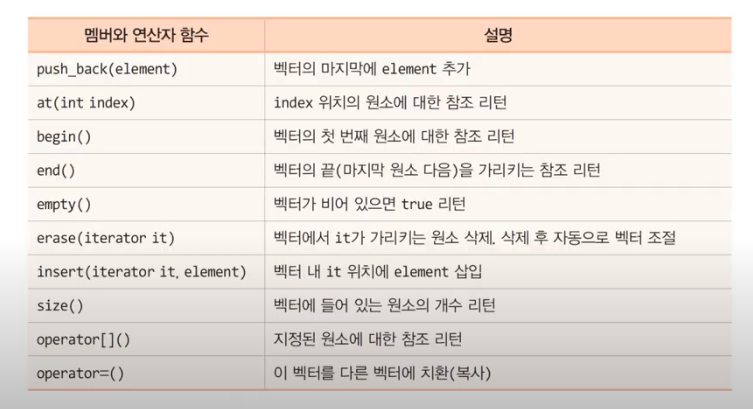 멤버와 연산자 함수 설명
push_back(element) 벡터의 마지막에 element 추가
at(int index) index 위치의 원소에 대한 참조 리턴
begin() 벡터의 첫 번째 원소에 대한 참조 리턴
end() 벡터의 끝(마지막 원소 다음)을 가리키는 참조 리턴
empty() 벡터가 비어 있으면 true 리턴
erase(iterator it) 벡터에서 it가 가리키는 원소 삭제. 삭제 후 자동으로 벡터 조절
insert(iterator it, element) 벡터 내 it 위치에 element 삽입
size() 벡터에 들어 있는 원소의 개수 리턴
operator[]() 지정된 원소에 대한 참조 리턴
operator=() 이 벡터를 다른 벡터에 치환(복사)